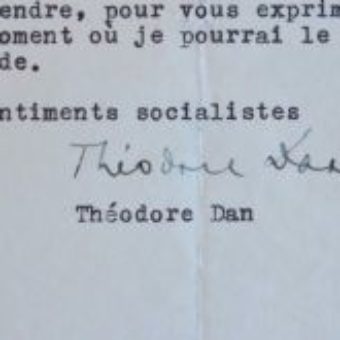 endre, pour vous exprim
oment où je pourrai le
de.
ntiments socialistes
Théodore Dan
Théodore Dan